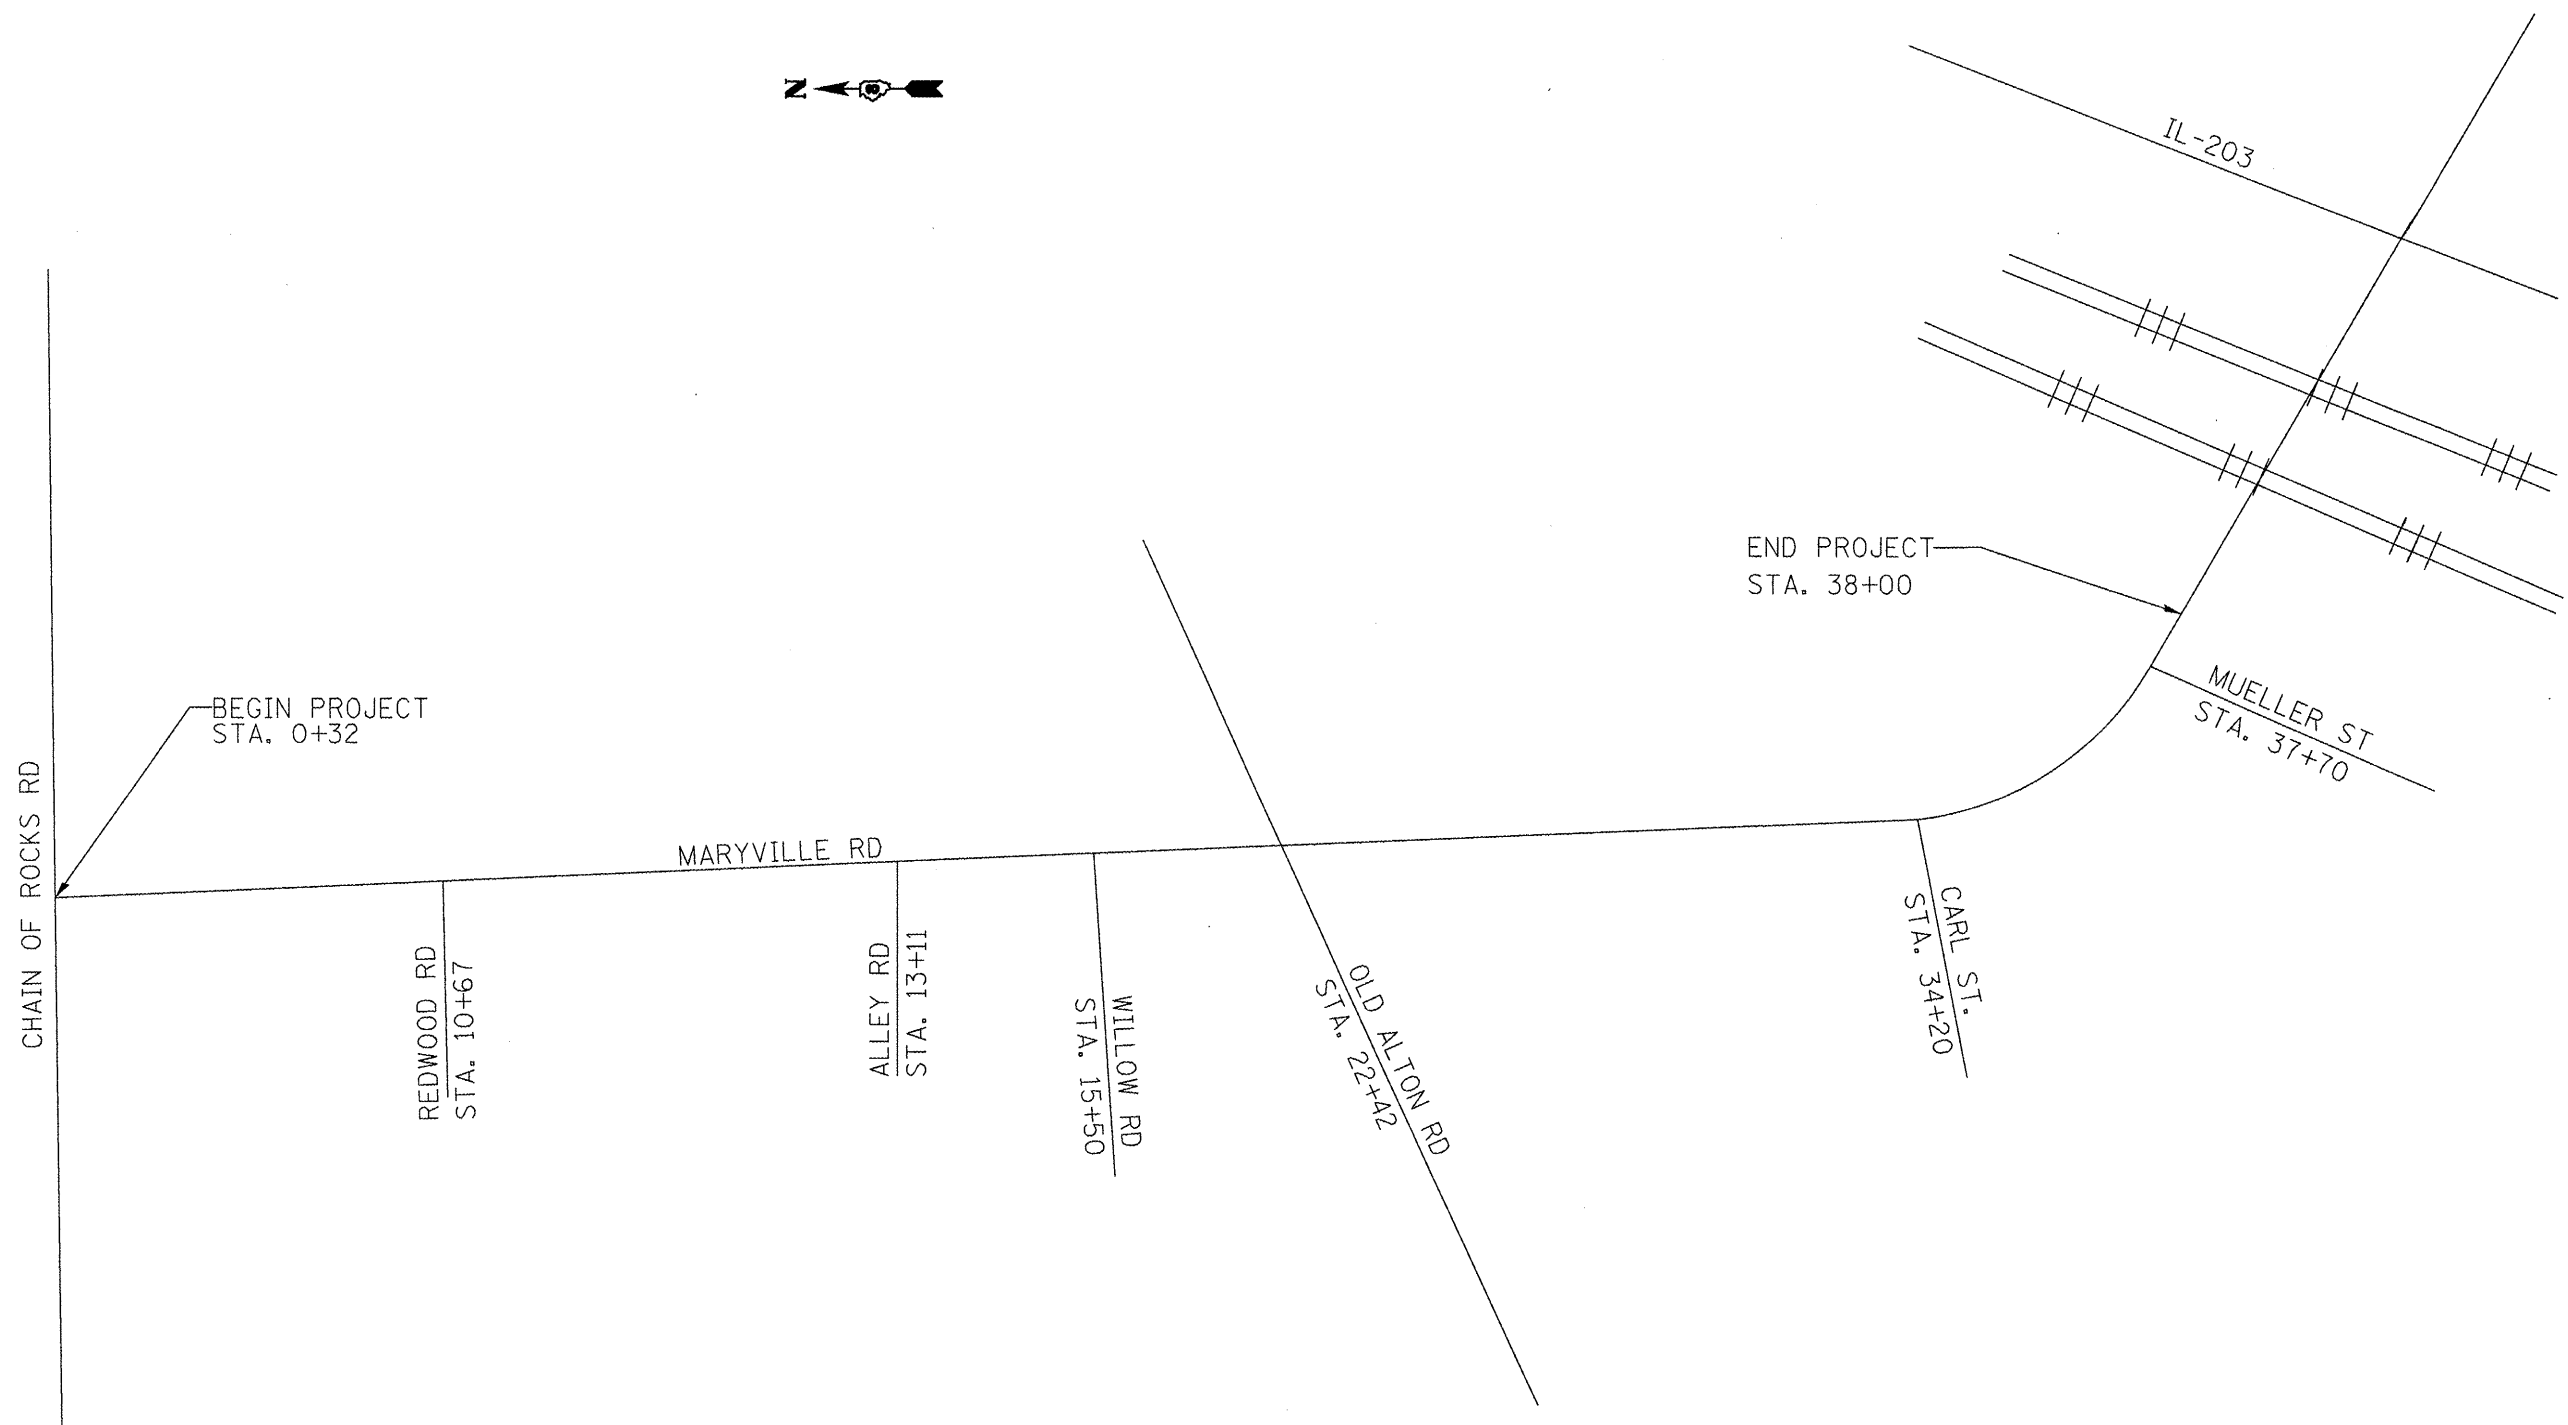 N
IL-203
END PROJECT
STA. 38+00
MUELLER ST
STA. 37+70
BEGIN PROJECT
STA. 0+32
CHAIN OF ROCKS RD
MARYVILLE RD
REDWOOD RD
STA. 10+67
ALLEY RD
STA. 13+11
WILLOW RD
STA. 15+50
OLD ALTON RD
STA. 22+42
CARL ST.
STA. 34+20